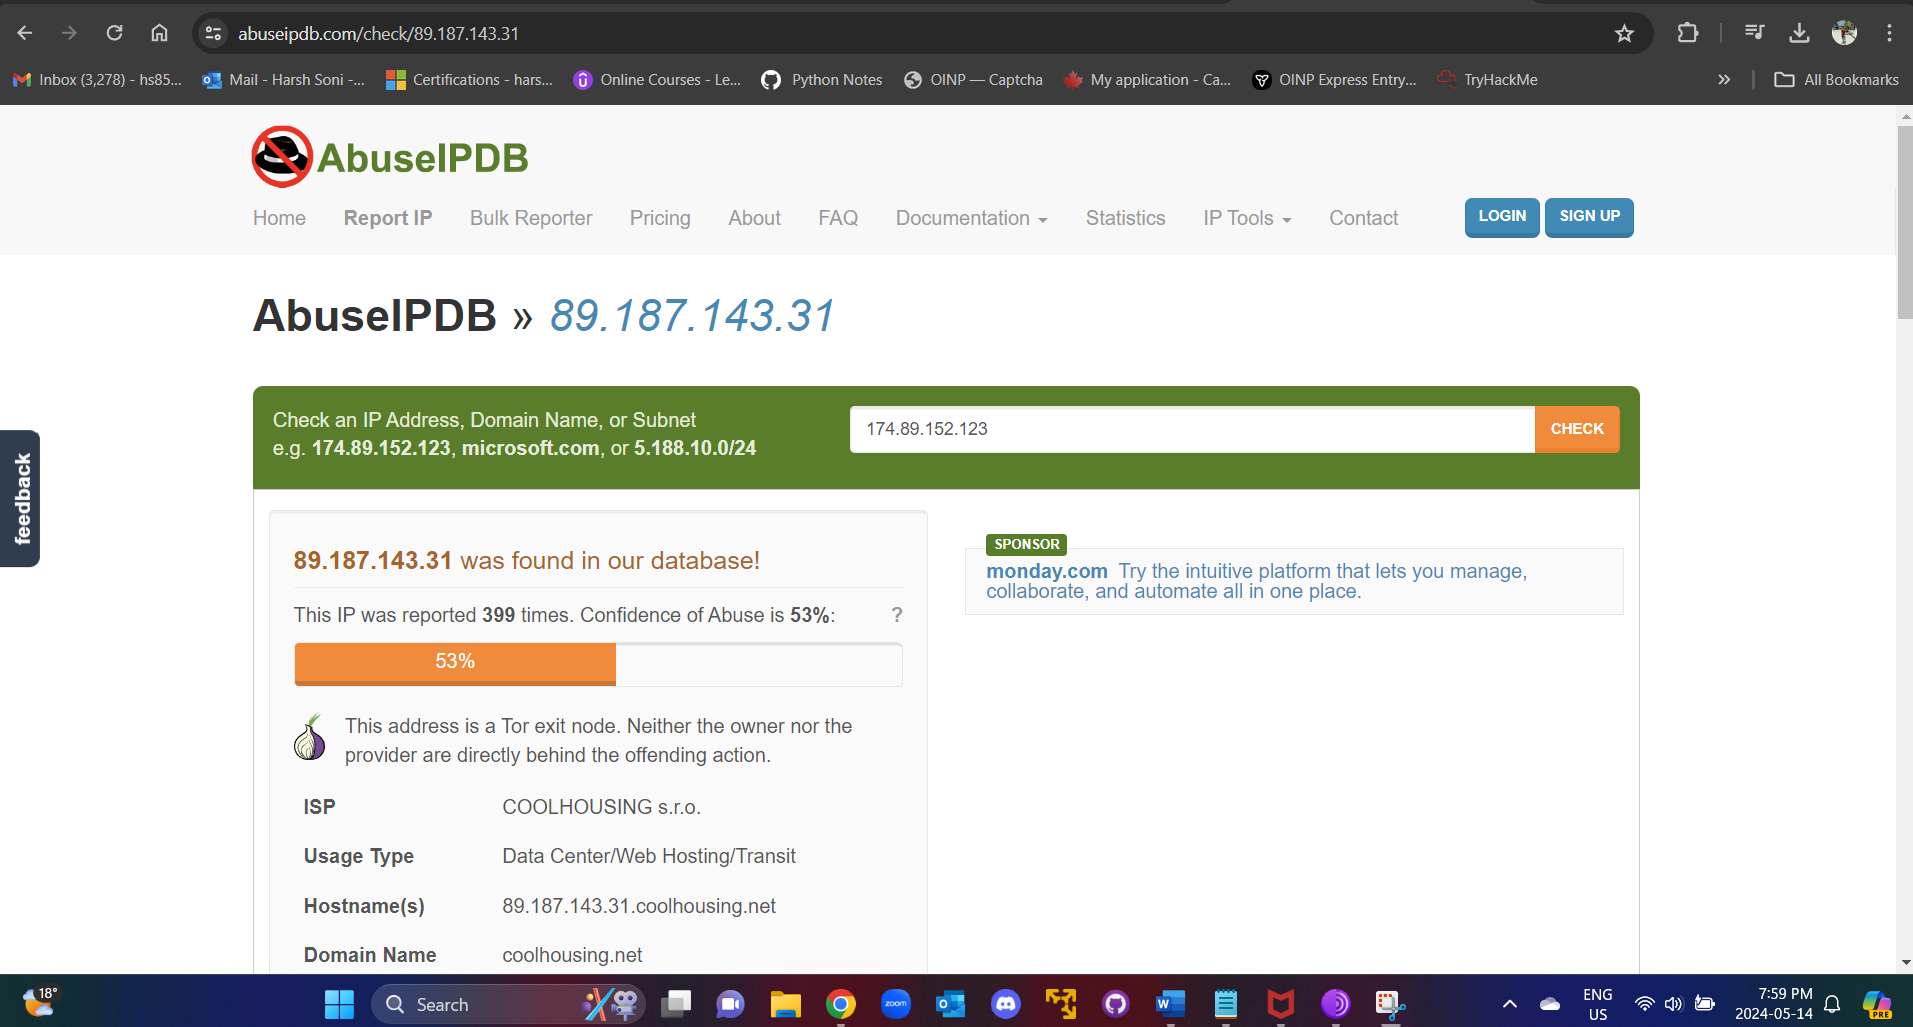 abuseipdb.com/check/89.187.143.31
Inbox (3,278) - hs85...
Mail - Harsh Soni -...
Certifications - hars...
Online Courses - Le...
Python Notes
OINP — Captcha
My application - Ca...
OINP Express Entry...
TryHackMe
All Bookmarks
AbuseIPDB
Home
Report IP
Bulk Reporter
Pricing
About
FAQ
Documentation
Statistics
IP Tools
Contact
LOGIN
SIGN UP
AbuseIPDB » 89.187.143.31
Check an IP Address, Domain Name, or Subnet
e.g. 174.89.152.123, microsoft.com, or 5.188.10.0/24
174.89.152.123
CHECK
feedback
89.187.143.31 was found in our database!
This IP was reported 399 times. Confidence of Abuse is 53%:
?
53%
This address is a Tor exit node. Neither the owner nor the
provider are directly behind the offending action.
ISP COOLHOUSING s.r.o.
Usage Type Data Center/Web Hosting/Transit
Hostname(s) 89.187.143.31.coolhousing.net
Domain Name coolhousing.net
SPONSOR
monday.com Try the intuitive platform that lets you manage,
collaborate, and automate all in one place.
18°
Search
zoom
ENG
US
7:59 PM
2024-05-14
PRE